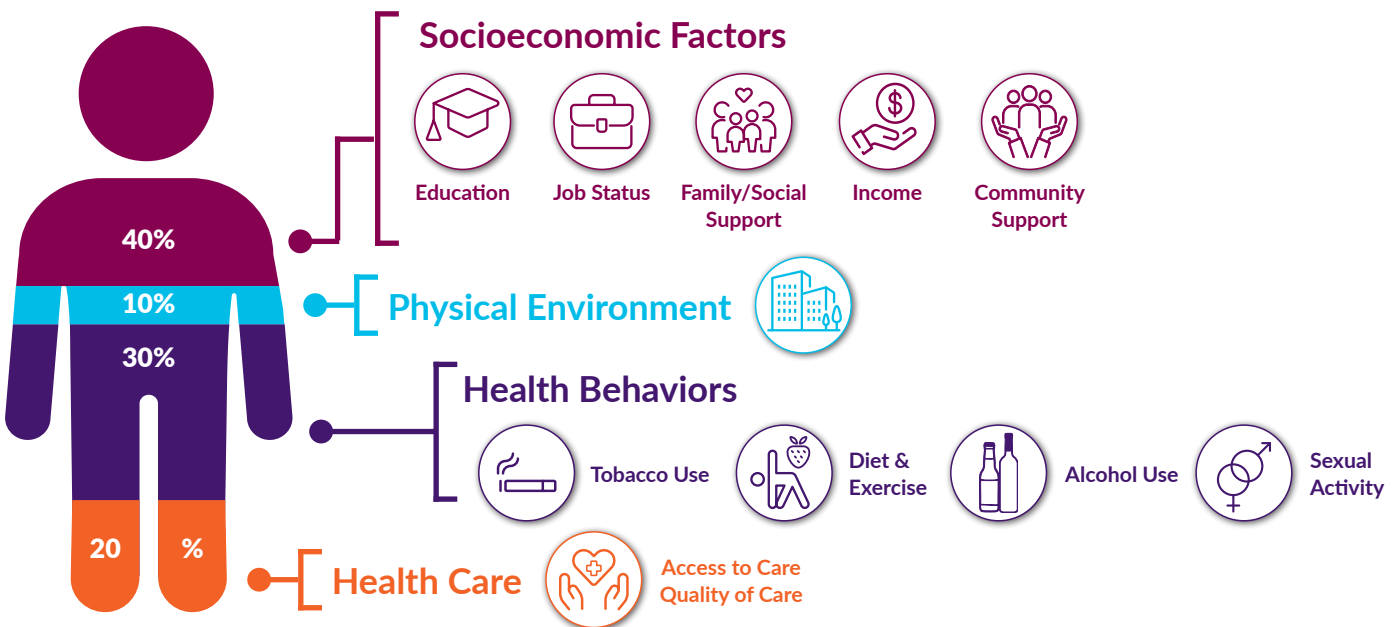 Socioeconomic Factors
Education
Job Status
Family/Social
Support
Income
Community
Support
40%
10%
Physical Environment
30%
Health Behaviors
Tobacco Use
Diet &
Exercise
Alcohol Use
Sexual
Activity
20 %
Health Care
Access to Care
Quality of Care